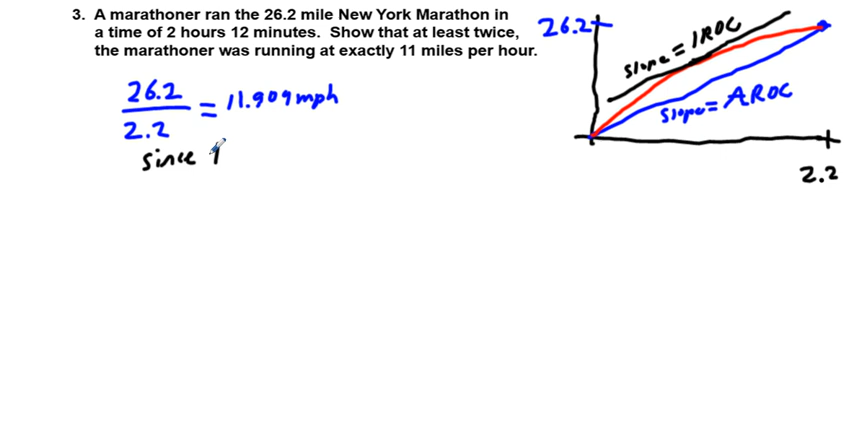 3. A marathoner ran the 26.2 mile New York Marathon in
a time of 2 hours 12 minutes. Show that at least twice,
the marathoner was running at exactly 11 miles per hour.
26.2
2.2
= 11.909 mph
since
26.2
slope = IROC
slope = AROC
2.2